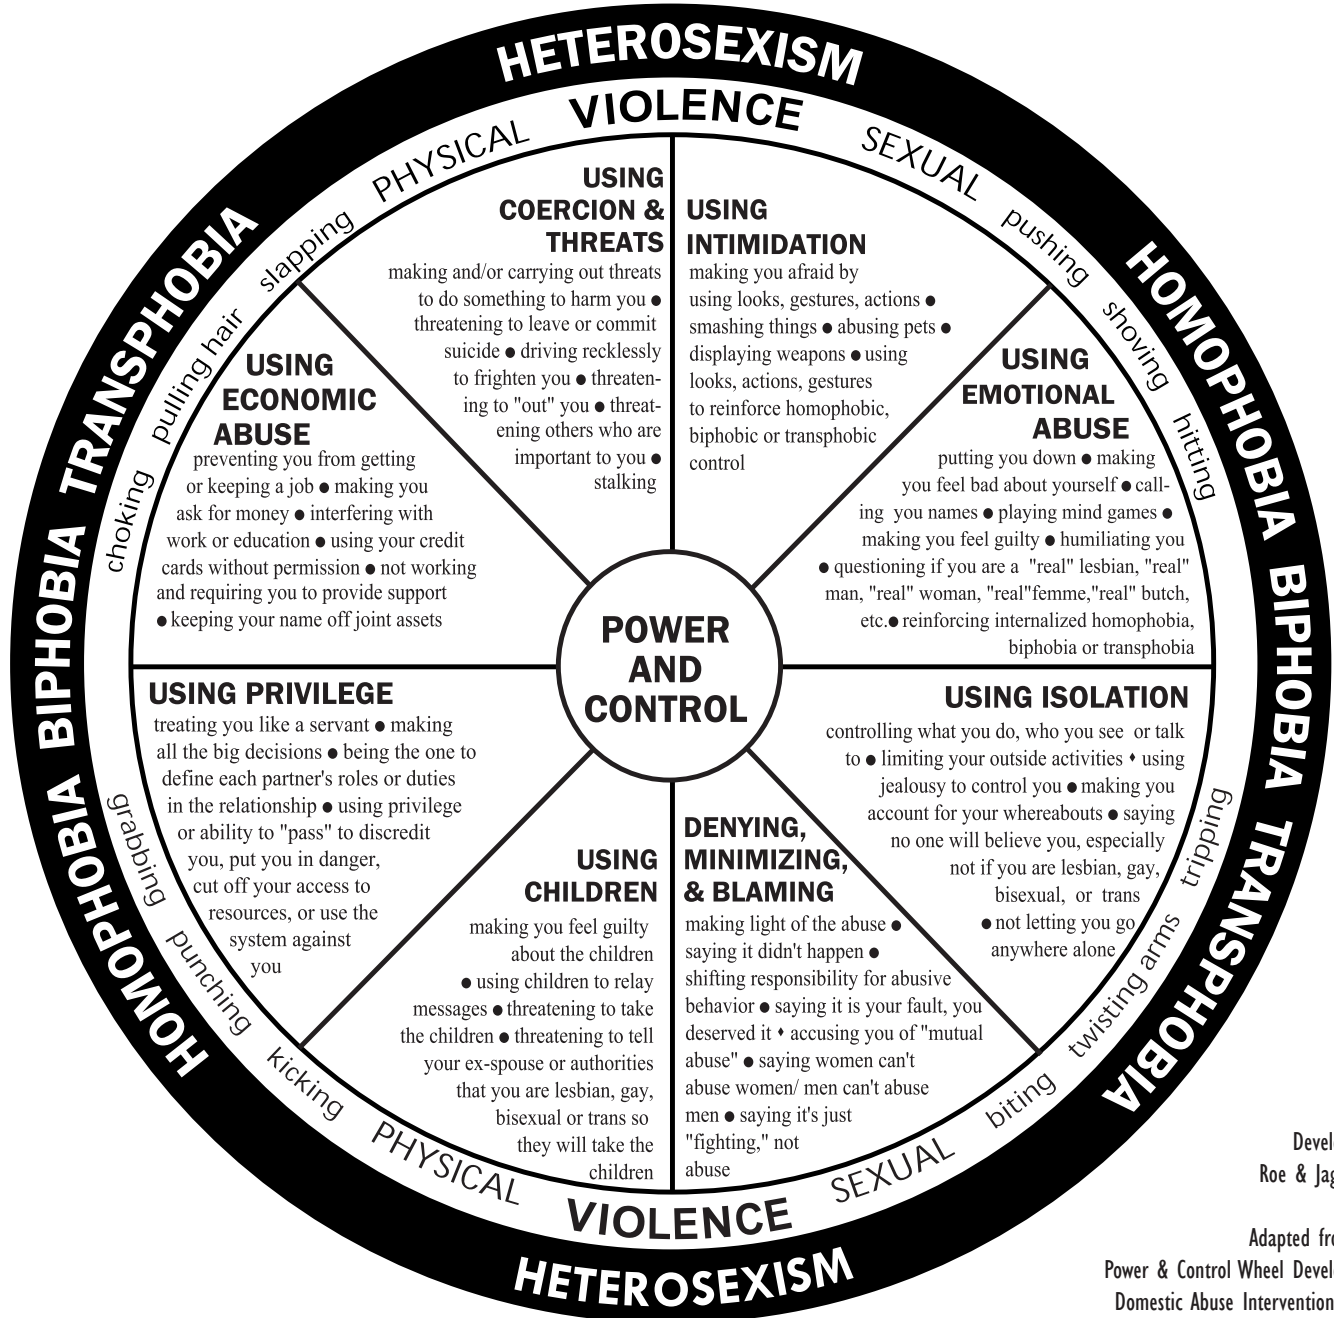 HETEROSEXISM
PHYSICAL VIOLENCE SEXUAL
slapping
pulling hair
choking
pushing
shoving
hitting
TRANSPHOBIA
BIPHOBIA
HOMOPHOBIA
HOMOPHOBIA
BIPHOBIA
TRANSPHOBIA
USING
COERCION &
THREATS
making and/or carrying out threats
to do something to harm you ●
threatening to leave or commit
suicide ● driving recklessly
to frighten you ● threaten-
ing to "out" you ● threat-
ening others who are
important to you ●
stalking
USING
INTIMIDATION
making you afraid by
using looks, gestures, actions ●
smashing things ● abusing pets ●
displaying weapons ● using
looks, actions, gestures
to reinforce homophobic,
biphobic or transphobic
control
USING
ECONOMIC
ABUSE
preventing you from getting
or keeping a job ● making you
ask for money ● interfering with
work or education ● using your credit
cards without permission ● not working
and requiring you to provide support
● keeping your name off joint assets
USING
EMOTIONAL
ABUSE
putting you down ● making
you feel bad about yourself ● call-
ing you names ● playing mind games ●
making you feel guilty ● humiliating you
● questioning if you are a "real" lesbian, "real"
man, "real" woman, "real"femme,"real" butch,
etc.● reinforcing internalized homophobia,
biphobia or transphobia
POWER
AND
CONTROL
USING PRIVILEGE
treating you like a servant ● making
all the big decisions ● being the one to
define each partner's roles or duties
in the relationship ● using privilege
or ability to "pass" to discredit
you, put you in danger,
cut off your access to
resources, or use the
system against
you
USING ISOLATION
controlling what you do, who you see or talk
to ● limiting your outside activities ♦ using
jealousy to control you ● making you
account for your whereabouts ● saying
no one will believe you, especially
not if you are lesbian, gay,
bisexual, or trans
● not letting you go
anywhere alone
USING
CHILDREN
making you feel guilty
about the children
● using children to relay
messages ● threatening to take
the children ● threatening to tell
your ex-spouse or authorities
that you are lesbian, gay,
bisexual or trans so
they will take the
children
DENYING,
MINIMIZING,
& BLAMING
making light of the abuse ●
saying it didn't happen ●
shifting responsibility for abusive
behavior ● saying it is your fault, you
deserved it ♦ accusing you of "mutual
abuse" ● saying women can't
abuse women/ men can't abuse
men ● saying it's just
"fighting," not
abuse
grabbing
punching
kicking
tripping
twisting arms
biting
PHYSICAL VIOLENCE SEXUAL
HETEROSEXISM
Devel
Roe & Jag
Adapted fro
Power & Control Wheel Devel
Domestic Abuse Intervention